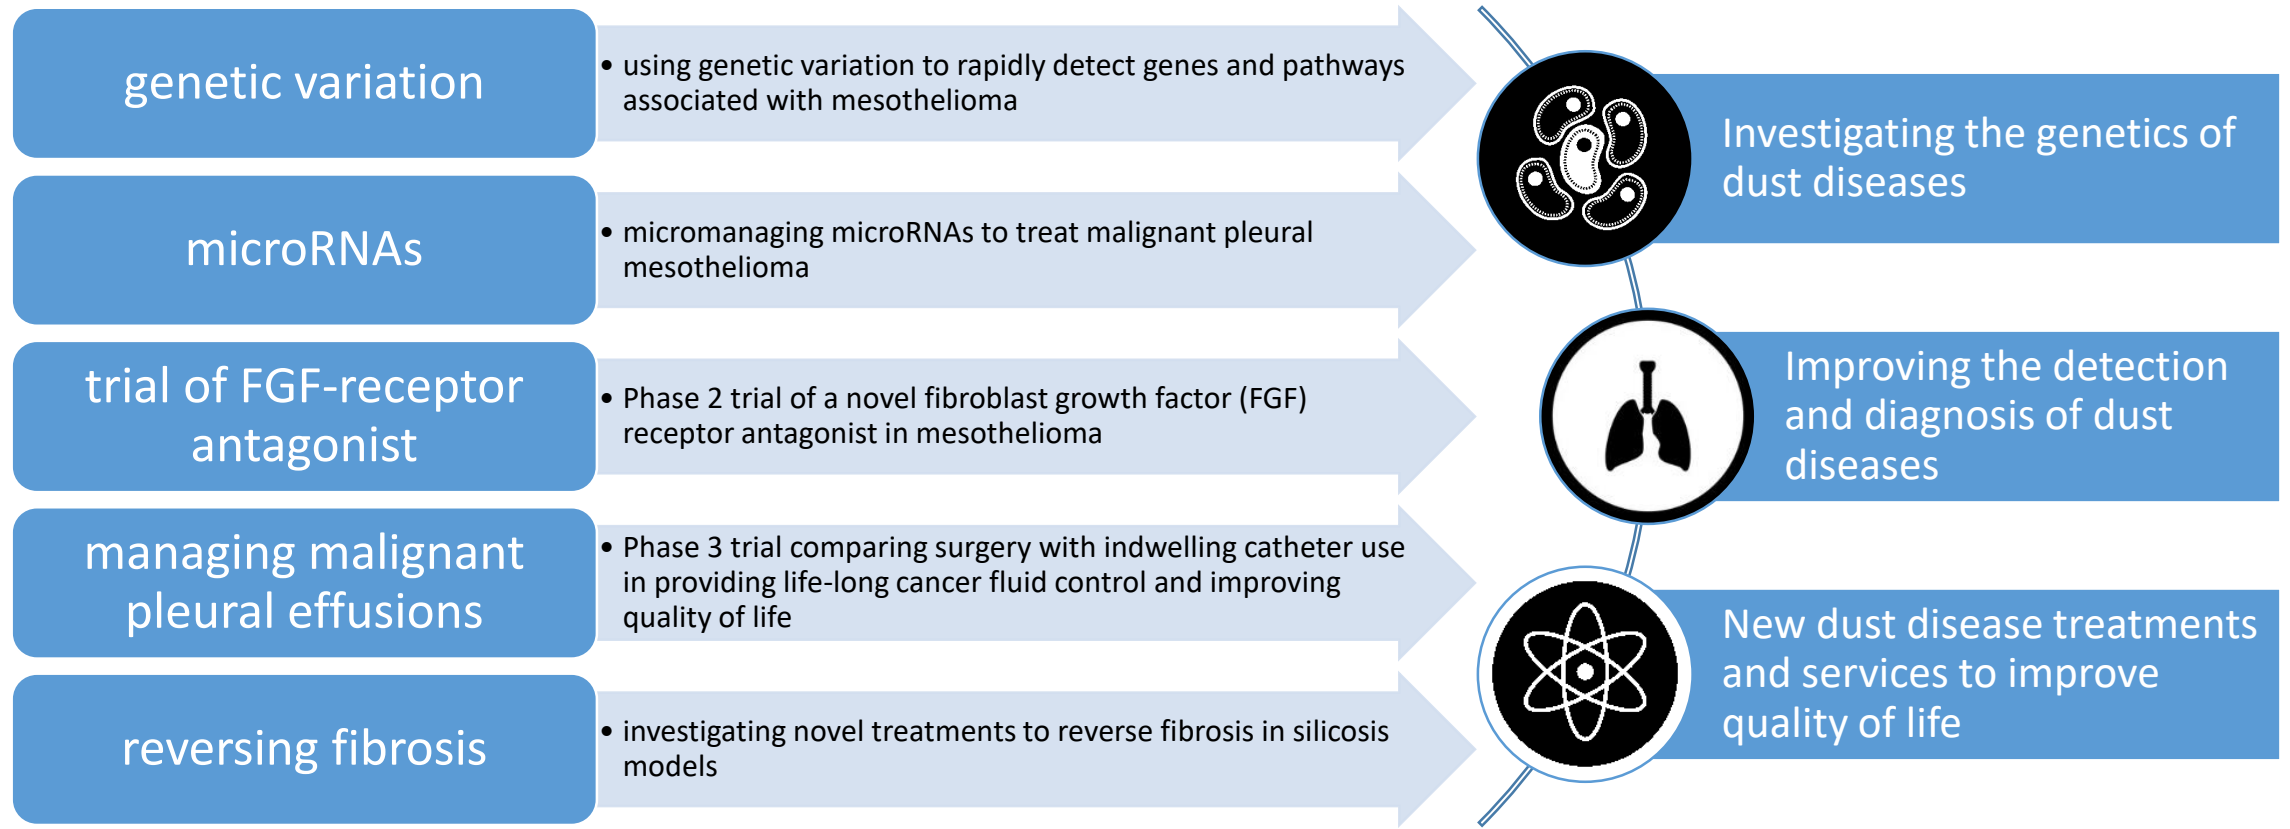 genetic variation
• using genetic variation to rapidly detect genes and pathways
associated with mesothelioma
microRNAs
• micromanaging microRNAs to treat malignant pleural
mesothelioma
trial of FGF-receptor
antagonist
• Phase 2 trial of a novel fibroblast growth factor (FGF)
receptor antagonist in mesothelioma
managing malignant
pleural effusions
• Phase 3 trial comparing surgery with indwelling catheter use
in providing life-long cancer fluid control and improving
quality of life
reversing fibrosis
• investigating novel treatments to reverse fibrosis in silicosis
models
Investigating the genetics of
dust diseases
Improving the detection
and diagnosis of dust
diseases
New dust disease treatments
and services to improve
quality of life